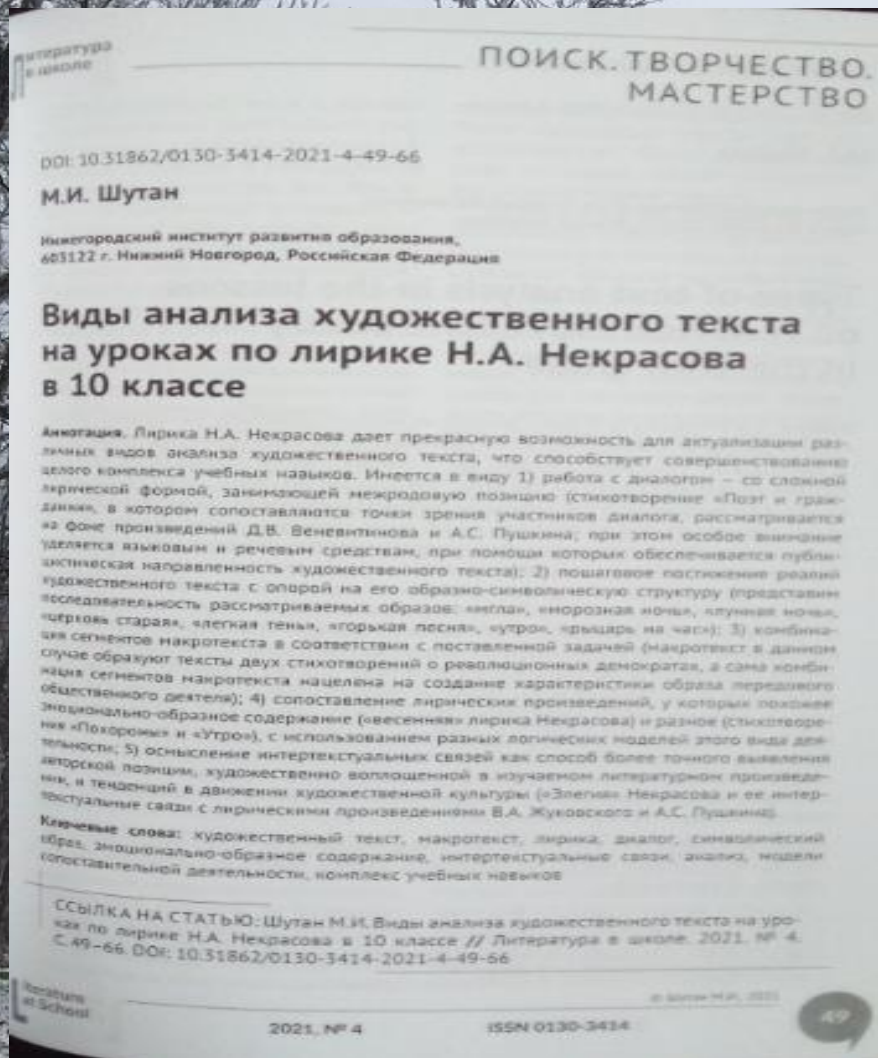 Литература
в школе
ПОИСК. ТВОРЧЕСТВО.
МАСТЕРСТВО
DOI: 10.31862/0130-3414-2021-4-49-66
М.И. Шутан
Нижегородский институт развития образования,
603122 г. Нижний Новгород, Российская Федерация
Виды анализа художественного текста
на уроках по лирике Н.А. Некрасова
в 10 классе
Аннотация. Лирика Н.А. Некрасова дает прекрасную возможность для актуализации раз-
личных видов анализа художественного текста, что способствует совершенствованию
целого комплекса учебных навыков. Имеется в виду 1) работа с диалогом – со сложной
лирической формой, занимающей межродовую позицию (стихотворение «Поэт и граж-
данин», в котором сопоставляются точки зрения участников диалога, рассматривается
на фоне произведений Д.В. Веневитинова и А.С. Пушкина; при этом особое внимание
уделяется языковым и речевым средствам, при помощи которых обеспечивается публи-
цистическая направленность художественного текста); 2) пошаговое постижение реалий
художественного текста с опорой на его образно-символическую структуру (представим
последовательность рассматриваемых образов: «мгла», «морозная ночь», «лунная ночь»,
«церковь старая», «легкая тень», «горькая песня», «утро», «рыцарь на час»); 3) комбина-
ция сегментов макротекста в соответствии с поставленной задачей (макротекст в данном
случае образуют тексты двух стихотворений о революционных демократах, а сама комби-
нация сегментов макротекста нацелена на создание характеристики образа передового
общественного деятеля); 4) сопоставление лирических произведений, у которых похожее
эмоционально-образное содержание («весенняя» лирика Некрасова) и разное (стихотворе-
ния «Похороны» и «Утро»), с использованием разных логических моделей этого вида дея-
тельности; 5) осмысление интертекстуальных связей как способ более точного выявления
авторской позиции, художественно воплощенной в изучаемом литературном произведе-
нии, и тенденций в движении художественной культуры («Элегия» Некрасова и ее интер-
текстуальные связи с лирическими произведениями В.А. Жуковского и А.С. Пушкина).
Ключевые слова: художественный текст, макротекст, лирика, диалог, символический
образ, эмоционально-образное содержание, интертекстуальные связи, анализ, модели
сопоставительной деятельности, комплекс учебных навыков
ССЫЛКА НА СТАТЬЮ: Шутан М.И. Виды анализа художественного текста на уро-
ках по лирике Н.А. Некрасова в 10 классе // Литература в школе. 2021. № 4.
С. 49–66. DOI: 10.31862/0130-3414-2021-4-49-66
© Шутан М.И., 2021
Literature
at School
2021, № 4
ISSN 0130-3414
49